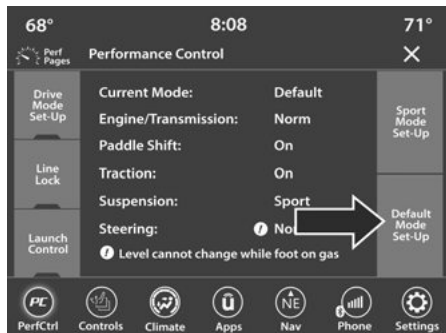 68°
8:08
71°
Perf
Pages
Performance Control
Drive
Mode
Set-Up
Line
Lock
Launch
Control
Current Mode: Default
Engine/Transmission: Norm
Paddle Shift: On
Traction: On
Suspension: Sport
Steering:
Level cannot change while foot on gas
Sport
Mode
Set-Up
Default
Mode
Set-Up
PC
PerfCtrl
Controls
Climate
ū
Apps
NE
Nav
Phone
Settings